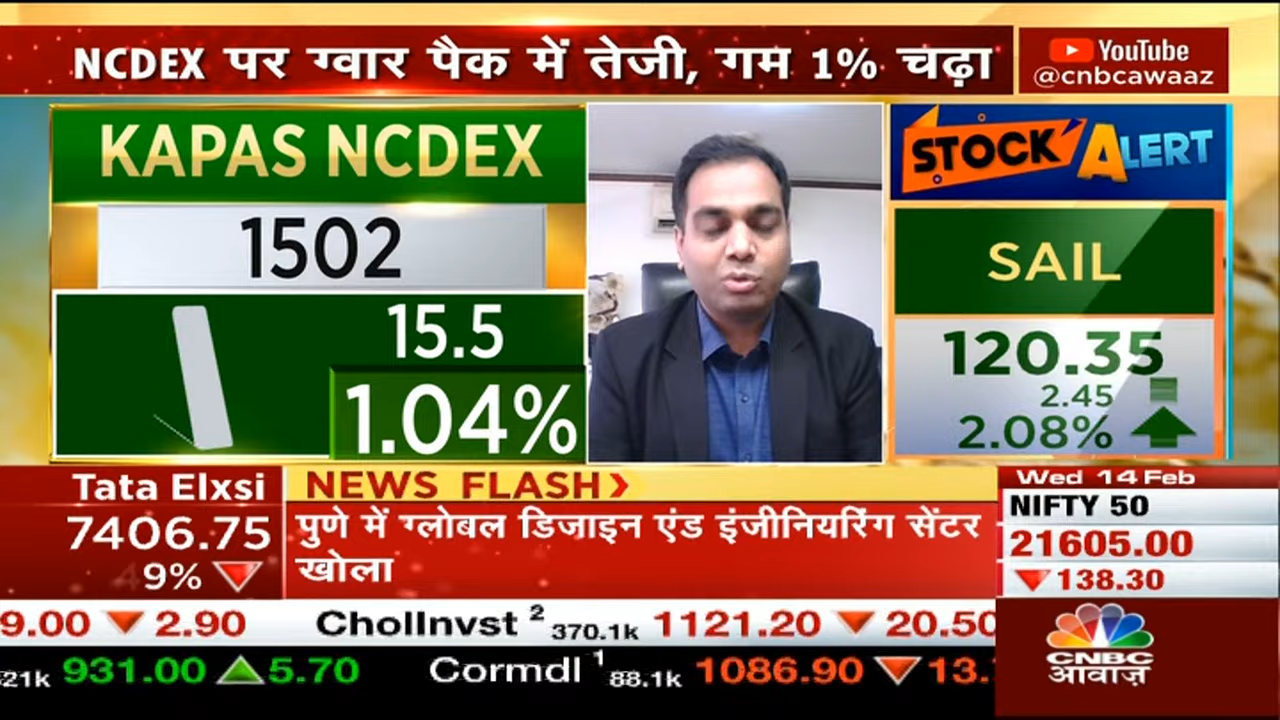 NCDEX पर ग्वार पैक में तेजी, गम 1% चढ़ा
YouTube
@cnbcawaaz
KAPAS NCDEX
1502
15.5
1.04%
STOCK ALERT
SAIL
120.35
2.45
2.08%
Tata Elxsi
7406.75
9%
NEWS FLASH
पुणे में ग्लोबल डिजाइन एंड इंजीनियरिंग सेंटर
खोला
Wed 14 Feb
NIFTY 50
21605.00
138.30
9.00 2.90 CholInvst 2 370.1k 1121.20 20.50
21k 931.00 5.70 Cormdl 1 88.1k 1086.90 13.
CNBC
आवाज़